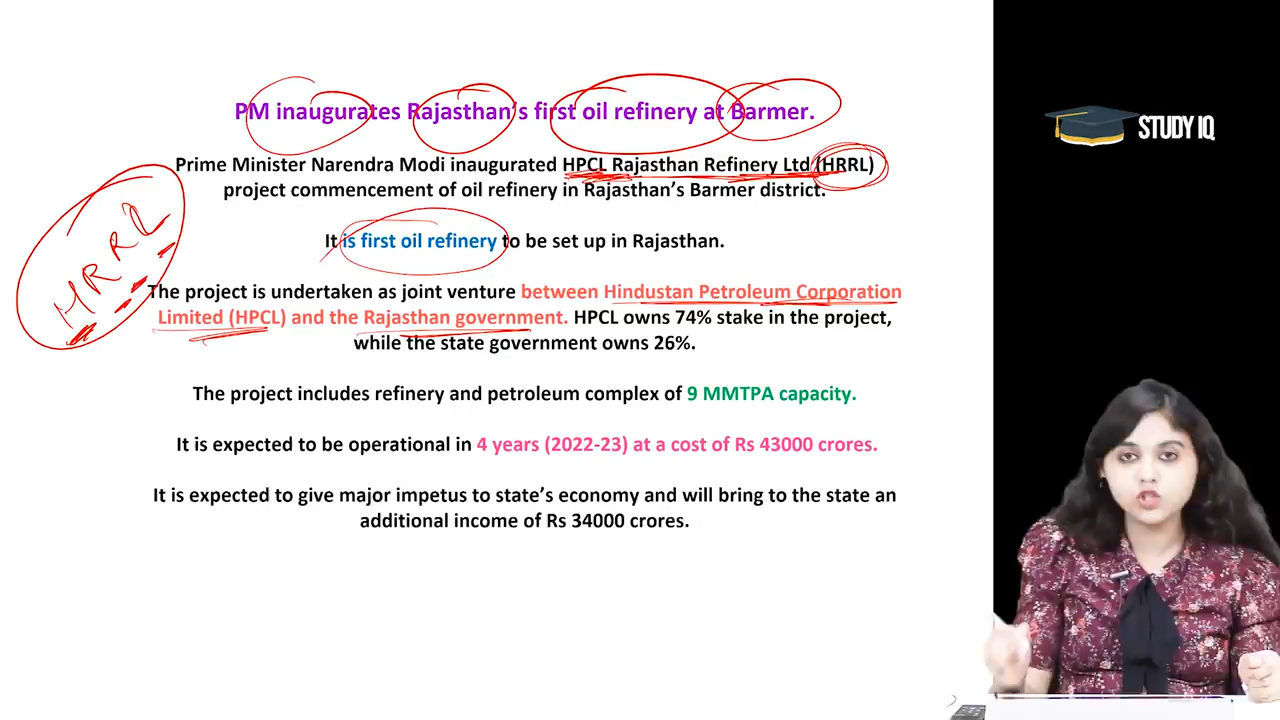 PM inaugurates Rajasthan's first oil refinery at Barmer.
STUDY IQ
Prime Minister Narendra Modi inaugurated HPCL Rajasthan Refinery Ltd (HRRL)
project commencement of oil refinery in Rajasthan's Barmer district.
HRRL
It is first oil refinery to be set up in Rajasthan.
The project is undertaken as joint venture between Hindustan Petroleum Corporation
Limited (HPCL) and the Rajasthan government. HPCL owns 74% stake in the project,
while the state government owns 26%.
The project includes refinery and petroleum complex of 9 MMTPA capacity.
It is expected to be operational in 4 years (2022-23) at a cost of Rs 43000 crores.
It is expected to give major impetus to state's economy and will bring to the state an
additional income of Rs 34000 crores.